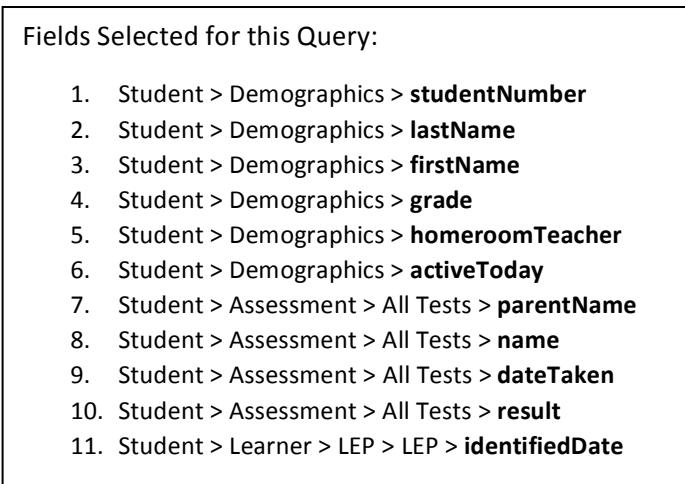 Fields Selected for this Query:
1. Student > Demographics > studentNumber
2. Student > Demographics > lastName
3. Student > Demographics > firstName
4. Student > Demographics > grade
5. Student > Demographics > homeroomTeacher
6. Student > Demographics > activeToday
7. Student > Assessment > All Tests > parentName
8. Student > Assessment > All Tests > name
9. Student > Assessment > All Tests > dateTaken
10. Student > Assessment > All Tests > result
11. Student > Learner > LEP > LEP > identifiedDate